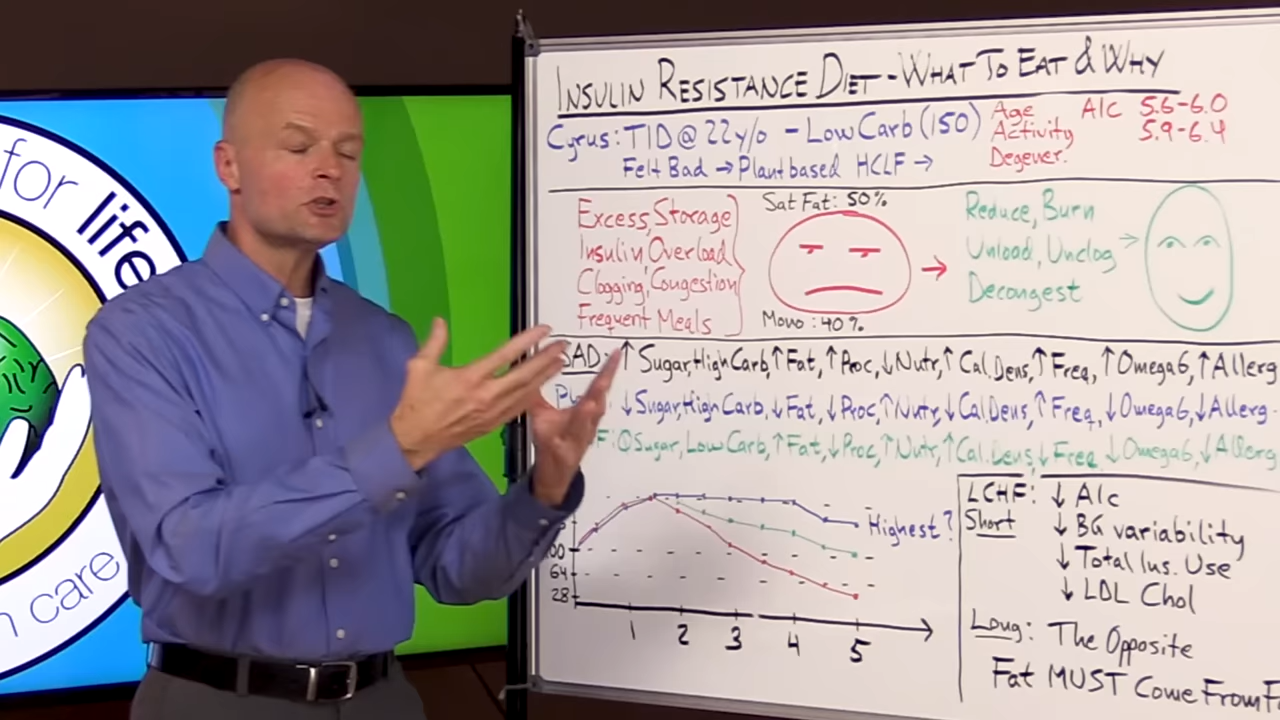 for life
n care
INSULIN RESISTANCE DIET - WHAT TO EAT & WHY
Cyrus: TID @ 22 y/o - Low Carb (150)
Felt Bad → Plantbased HCLF →
Age
Activity
Degener.
A1c 5.6-6.0
5.9-6.4
Excess, Storage
Insulin Overload
Clogging, Congestion
Frequent Meals
Sat Fat: 50%
Mono: 40%
→
Reduce, Burn
Unload, Unclog →
Decongest
SAD: ↑ Sugar, High Carb, ↑ Fat, ↑ Proc, ↓ Nutr, ↑ Cal. Dens, ↑ Freq, ↑ Omega 6, ↑ Allerg
↓ Sugar, High Carb, ↓ Fat, ↓ Proc, ↑ Nutr, ↓ Cal. Dens, ↑ Freq, ↓ Omega 6, ↓ Allerg.
F: 0 Sugar, Low Carb, ↑ Fat, ↓ Proc, ↑ Nutr, ↑ Cal. Dens, ↓ Freq ↓ Omega 6, ↓ Allerg
Highest?
64
28
1 2 3 4 5
LCHF: ↓ A1c
Short ↓ BG variability
↓ Total Ins. Use
↓ LDL Chol
Long: The Opposite
Fat MUST Come From F